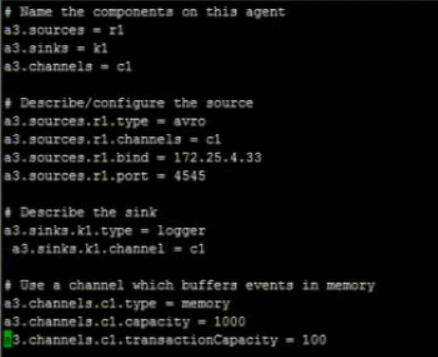 # Name the components on this agent
a3.sources = r1
a3.sinks = k1
a3.channels = c1

# Describe/configure the source
a3.sources.r1.type = avro
a3.sources.r1.channels = c1
a3.sources.r1.bind = 172.25.4.33
a3.sources.r1.port = 4545

# Describe the sink
a3.sinks.k1.type = logger
 a3.sinks.k1.channel = c1

# Use a channel which buffers events in memory
a3.channels.c1.type = memory
a3.channels.c1.capacity = 1000
a3.channels.c1.transactionCapacity = 100